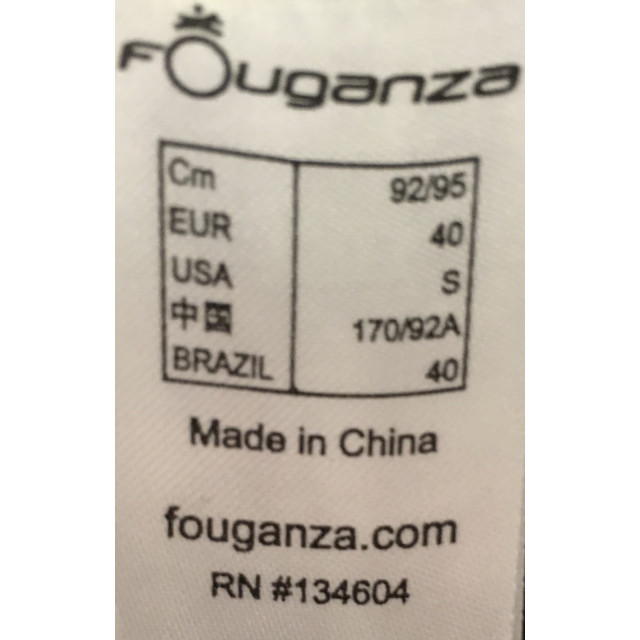 Fouganza
Cm 92/95
EUR 40
USA S
中国 170/92A
BRAZIL 40
Made in China
fouganza.com
RN #134604